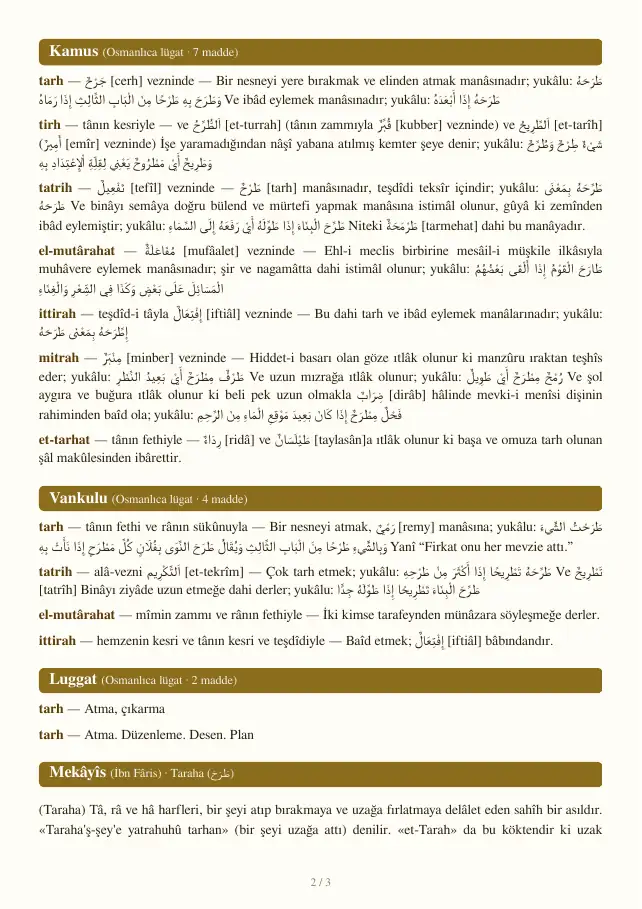 Kamus (Osmanlıca lügat · 7 madde)
tarh — جَرْحٌ [cerh] vezninde — Bir nesneyi yere bırakmak ve elinden atmak manâsınadır; yukâlu: طَرَحَهُ
وَطَرَحَ بِهِ طَرْحًا مِنَ الْبَابِ الثَّالِثِ إِذَا رَمَاهُ Ve ibâd eylemek manâsınadır; yukâlu: طَرَحَهُ إِذَا أَبْعَدَهُ
tirh — tânın kesriyle — ve اَلطُّرَّحُ [et-turrah] (tânın zammıyla قُبَّرٌ [kubber] vezninde) ve اَلطَّرِيحُ [et-tarîh]
(أَمِيرٌ [emîr] vezninde) İşe yaramadığından nâşî yabana atılmış kemter şeye denir; yukâlu: شَيْءٌ طِرْحٌ وَطُرَّحٌ
وَطَرِيحٌ أَيْ مَطْرُوحٌ يَعْنِي لِقِلَّةِ اْلاِعْتِدَادِ بِهِ
tatrih — تَفْعِيلٌ [tefîl] vezninde — طَرْحٌ [tarh] manâsınadır, teşdîdi teksîr içindir; yukâlu: طَرَّحَهُ بِمَعْنَى
طَرَحَهُ Ve binâyı semâya doğru bülend ve mürtefi yapmak manâsına istimâl olunur, gûyâ ki zemînden
ibâd eylemiştir; yukâlu: طَرَّحَ الْبِنَاءَ إِذَا طَوَّلَهُ أَيْ رَفَعَهُ إِلَى السَّمَاءِ Niteki طَرْمَحَةٌ [tarmehat] dahi bu manâyadır.
el-mutârahat — مُفَاعَلَةٌ [mufâalet] vezninde — Ehl-i meclis birbirine mesâil-i müşkile ilkâsıyla
muhâvere eylemek manâsınadır; şir ve nagamâtta dahi istimâl olunur; yukâlu: طَارَحَ الْقَوْمُ إِذَا أَلْقَى بَعْضُهُمُ
الْمَسَائِلَ عَلَى بَعْضٍ وَكَذَا فِي الشِّعْرِ وَالْغِنَاءِ
ittirah — teşdîd-i tâyla إِفْتِعَالٌ [iftiâl] vezninde — Bu dahi tarh ve ibâd eylemek manâlarınadır; yukâlu:
إِطَّرَحَهُ بِمَعْنَى طَرَحَهُ
mitrah — مِنْبَرٌ [minber] vezninde — Hiddet-i basarı olan göze ıtlâk olunur ki manzûru ıraktan teşhîs
eder; yukâlu: طَرْفٌ مِطْرَحٌ أَيْ بَعِيدُ النَّظَرِ Ve uzun mızrağa ıtlâk olunur; yukâlu: رُمْحٌ مِطْرَحٌ أَيْ طَوِيلٌ Ve şol
aygıra ve buğura ıtlâk olunur ki beli pek uzun olmakla ضِرَابٌ [dirâb] hâlinde mevki-i menîsi dişinin
rahiminden baîd ola; yukâlu: فَحْلٌ مِطْرَحٌ إِذَا كَانَ بَعِيدَ مَوْقِعِ الْمَاءِ مِنَ الرَّحِمِ
et-tarhat — tânın fethiyle — رِدَاءٌ [ridâ] ve طَيْلَسَانٌ [taylasân]a ıtlâk olunur ki başa ve omuza tarh olunan
şâl makûlesinden ibârettir.
Vankulu (Osmanlıca lügat · 4 madde)
tarh — tânın fethi ve rânın sükûnuyla — Bir nesneyi atmak, رَمْيٌ [remy] manâsına; yukâlu: طَرَحْتُ الشَّيْءَ
وَبِالشَّيْءِ طَرْحًا مِنَ الْبَابِ الثَّالِثِ وَيُقَالُ طَرَحَ النَّوَى بِفُلَانٍ كُلَّ مَطْرَحٍ إِذَا نَأَتْ بِهِ Yanî “Firkat onu her mevzie attı.”
tatrih — alâ-vezni اَلتَّكْرِيمِ [et-tekrîm] — Çok tarh etmek; yukâlu: طَرَّحَهُ تَطْرِيحًا إِذَا أَكْثَرَ مِنْ طَرْحِهِ Ve تَطْرِيحٌ
[tatrîh] Binâyı ziyâde uzun etmeğe dahi derler; yukâlu: طَرَّحَ الْبِنَاءَ تَطْرِيحًا إِذَا طَوَّلَهُ جِدًّا
el-mutârahat — mîmin zammı ve rânın fethiyle — İki kimse tarafeynden münâzara söyleşmeğe derler.
ittirah — hemzenin kesri ve tânın kesri ve teşdîdiyle — Baîd etmek; إِفْتِعَالٌ [iftiâl] bâbındandır.
Luggat (Osmanlıca lügat · 2 madde)
tarh — Atma, çıkarma
tarh — Atma. Düzenleme. Desen. Plan
Mekâyîs (İbn Fâris) · Taraha (طَرَحَ)
(Taraha) Tâ, râ ve hâ harfleri, bir şeyi atıp bırakmaya ve uzağa fırlatmaya delâlet eden sahîh bir asıldır.
«Taraha'ş-şey'e yatrahuhû tarhan» (bir şeyi uzağa attı) denilir. «et-Tarah» da bu köktendir ki uzak
2 / 3